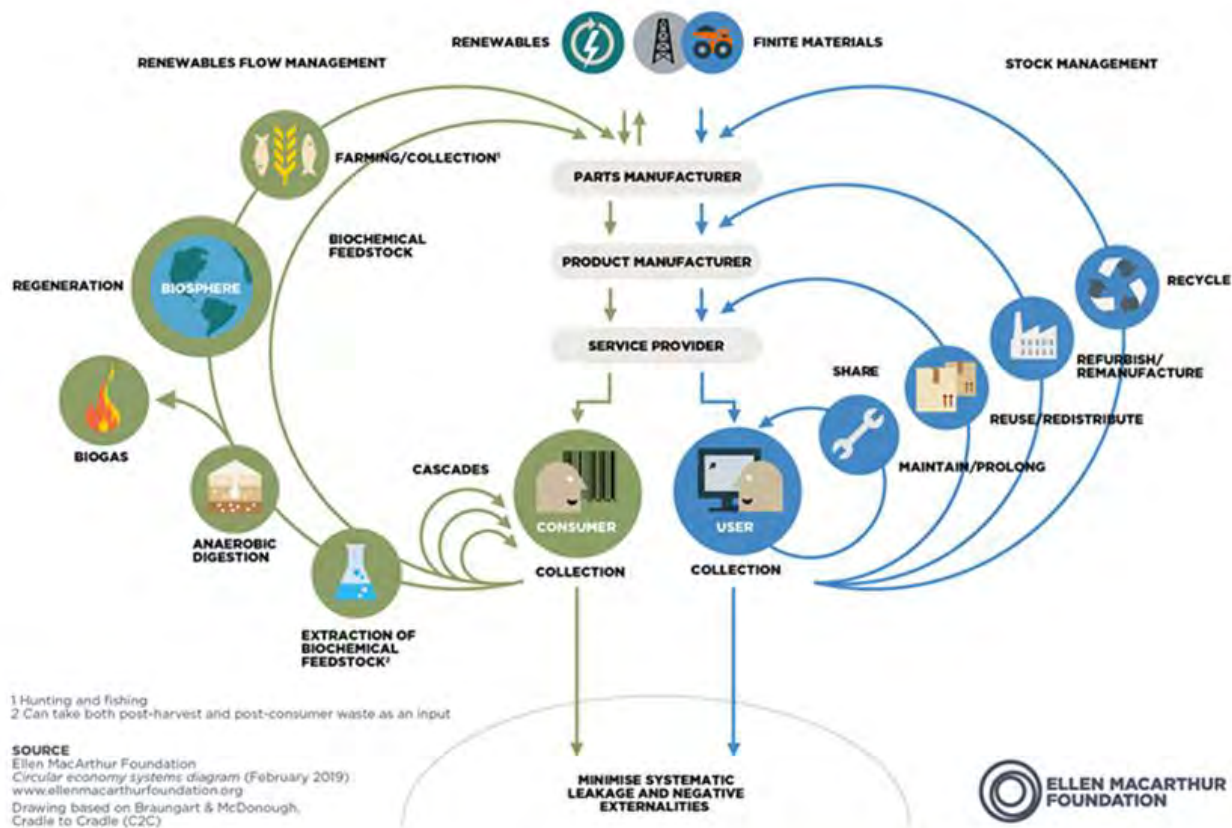 RENEWABLES
FINITE MATERIALS
RENEWABLES FLOW MANAGEMENT
STOCK MANAGEMENT
FARMING/COLLECTION¹
PARTS MANUFACTURER
BIOCHEMICAL
FEEDSTOCK
PRODUCT MANUFACTURER
REGENERATION
BIOSPHERE
RECYCLE
SERVICE PROVIDER
SHARE
REFURBISH/
REMANUFACTURE
REUSE/REDISTRIBUTE
BIOGAS
CASCADES
MAINTAIN/PROLONG
CONSUMER
USER
ANAEROBIC
DIGESTION
COLLECTION
COLLECTION
EXTRACTION OF
BIOCHEMICAL
FEEDSTOCK²
1 Hunting and fishing
2 Can take both post-harvest and post-consumer waste as an input
SOURCE
Ellen MacArthur Foundation
Circular economy systems diagram (February 2019)
www.ellenmacarthurfoundation.org
Drawing based on Braungart & McDonough,
Cradle to Cradle (C2C)
MINIMISE SYSTEMATIC
LEAKAGE AND NEGATIVE
EXTERNALITIES
ELLEN MACARTHUR
FOUNDATION